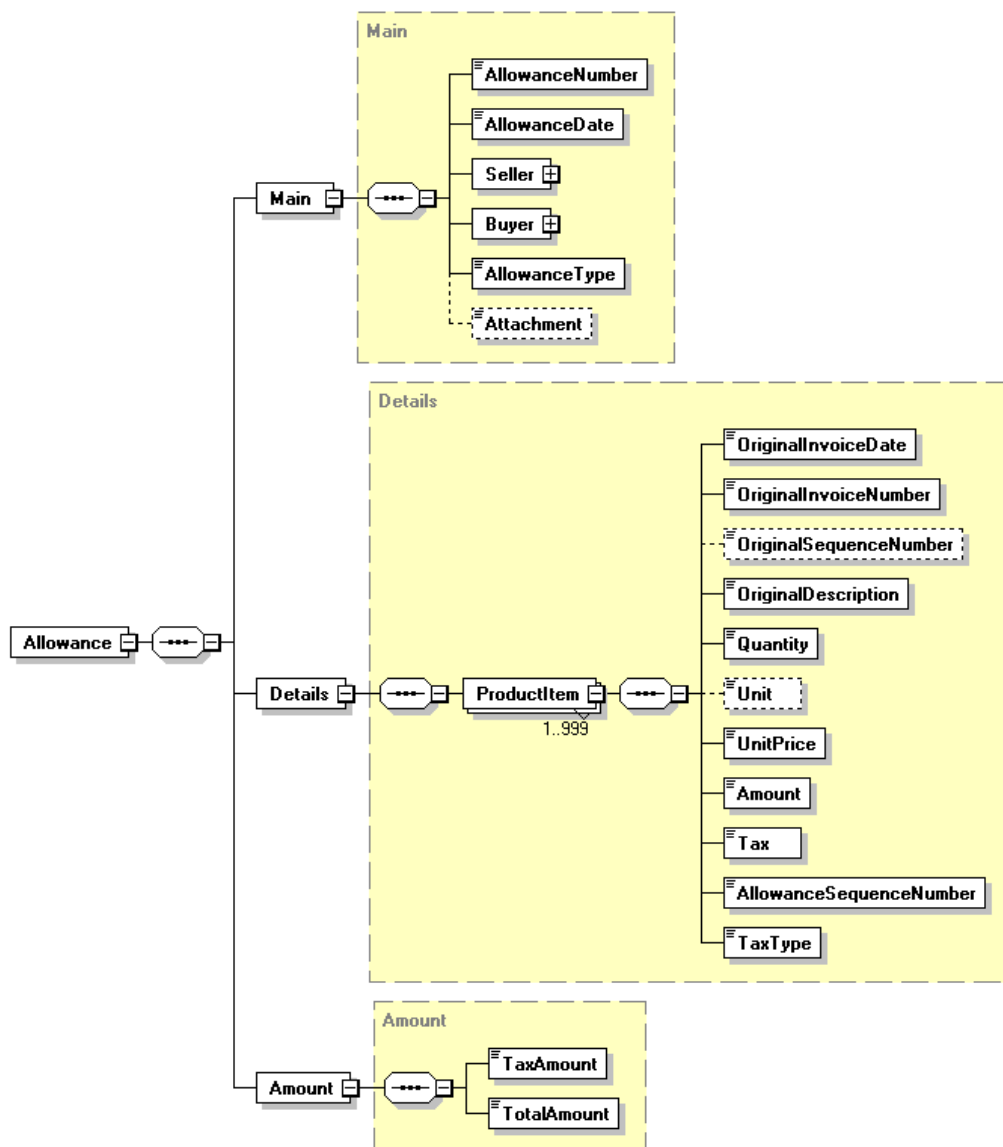 Main
AllowanceNumber
AllowanceDate
Seller
Buyer
AllowanceType
Attachment
Main
Details
OriginalInvoiceDate
OriginalInvoiceNumber
OriginalSequenceNumber
OriginalDescription
Quantity
Unit
UnitPrice
Amount
Tax
AllowanceSequenceNumber
TaxType
Allowance
Details
ProductItem
1..999
Amount
TaxAmount
TotalAmount
Amount